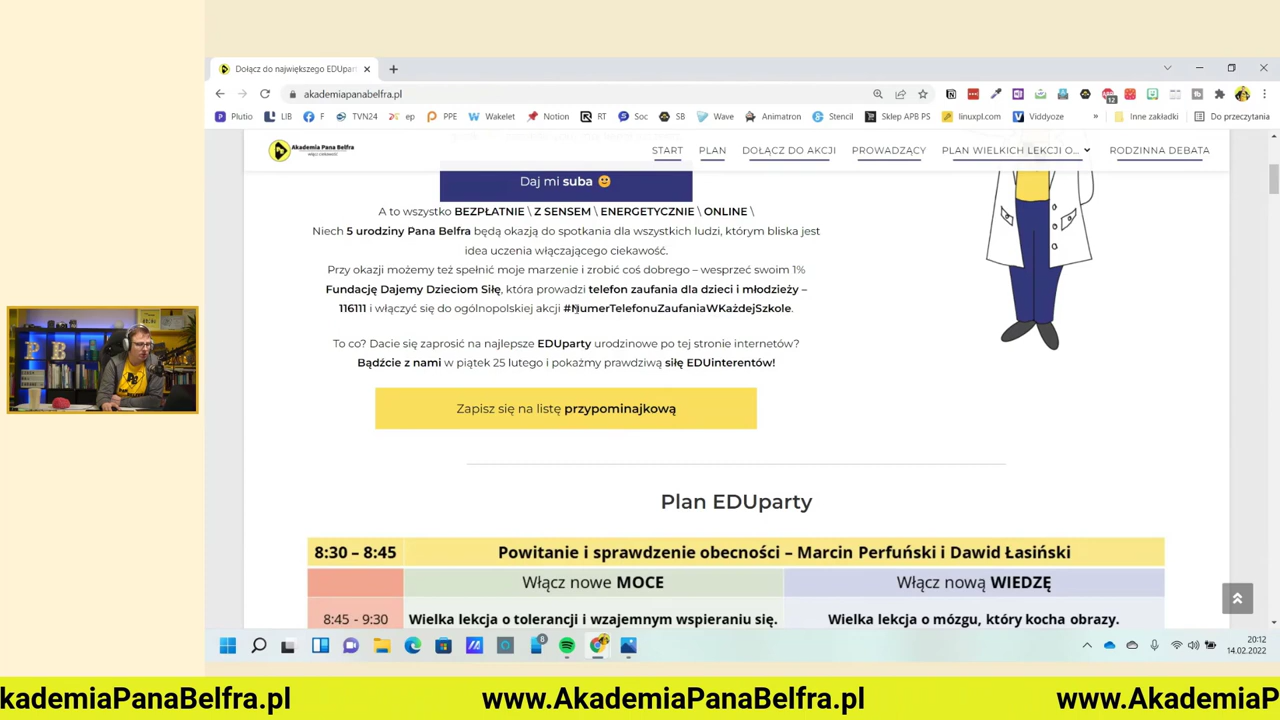 Dołącz do największego EDUpart
akademiapanabelfra.pl
Plutio LIB F TVN24 ep PPE Wakelet Notion RT Soc SB Wave Animatron Stencil Sklep APB PS linuxpl.com Viddyoze » Inne zakładki Do przeczytania
12
Akademia Pana Belfra
START PLAN DOŁĄCZ DO AKCJI PROWADZĄCY PLAN WIELKICH LEKCJI O... RODZINNA DEBATA
Daj mi suba
A to wszystko BEZPŁATNIE \ Z SENSEM \ ENERGETYCZNIE \ ONLINE \
Niech 5 urodziny Pana Belfra będą okazją do spotkania dla wszystkich ludzi, którym bliska jest
idea uczenia włączającego ciekawość.
Przy okazji możemy też spełnić moje marzenie i zrobić coś dobrego – wesprzeć swoim 1%
Fundację Dajemy Dzieciom Siłę, która prowadzi telefon zaufania dla dzieci i młodzieży –
116111 i włączyć się do ogólnopolskiej akcji #NumerTelefonuZaufaniaWKażdejSzkole.
To co? Dacie się zaprosić na najlepsze EDUparty urodzinowe po tej stronie internetów?
Bądźcie z nami w piątek 25 lutego i pokażmy prawdziwą siłę EDUinterentów!
Zapisz się na listę przypominajkową
Plan EDUparty
8:30 – 8:45 Powitanie i sprawdzenie obecności – Marcin Perfuński i Dawid Łasiński
Włącz nowe MOCE Włącz nową WIEDZĘ
8:45 - 9:30 Wielka lekcja o tolerancji i wzajemnym wspieraniu się. Wielka lekcja o mózgu, który kocha obrazy.
P B
20:12
14.02.2022
kademiaPanaBelfra.pl www.AkademiaPanaBelfra.pl www.AkademiaP